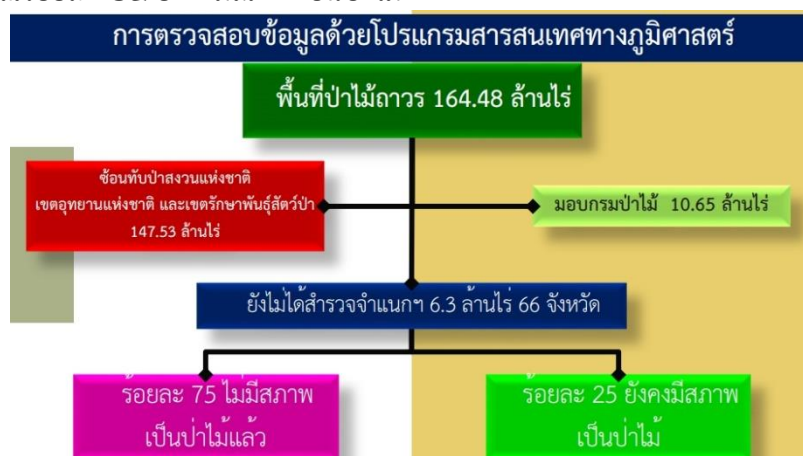 การตรวจสอบข้อมูลด้วยโปรแกรมสารสนเทศทางภูมิศาสตร์
พื้นที่ป่าไม้ถาวร 164.48 ล้านไร่
ซ้อนทับป่าสงวนแห่งชาติ
เขตอุทยานแห่งชาติ และเขตรักษาพันธุ์สัตว์ป่า
147.53 ล้านไร่
มอบกรมป่าไม้ 10.65 ล้านไร่
ยังไม่ได้สำรวจจำแนกฯ 6.3 ล้านไร่ 66 จังหวัด
ร้อยละ 75 ไม่มีสภาพ
เป็นป่าไม้แล้ว
ร้อยละ 25 ยังคงมีสภาพ
เป็นป่าไม้